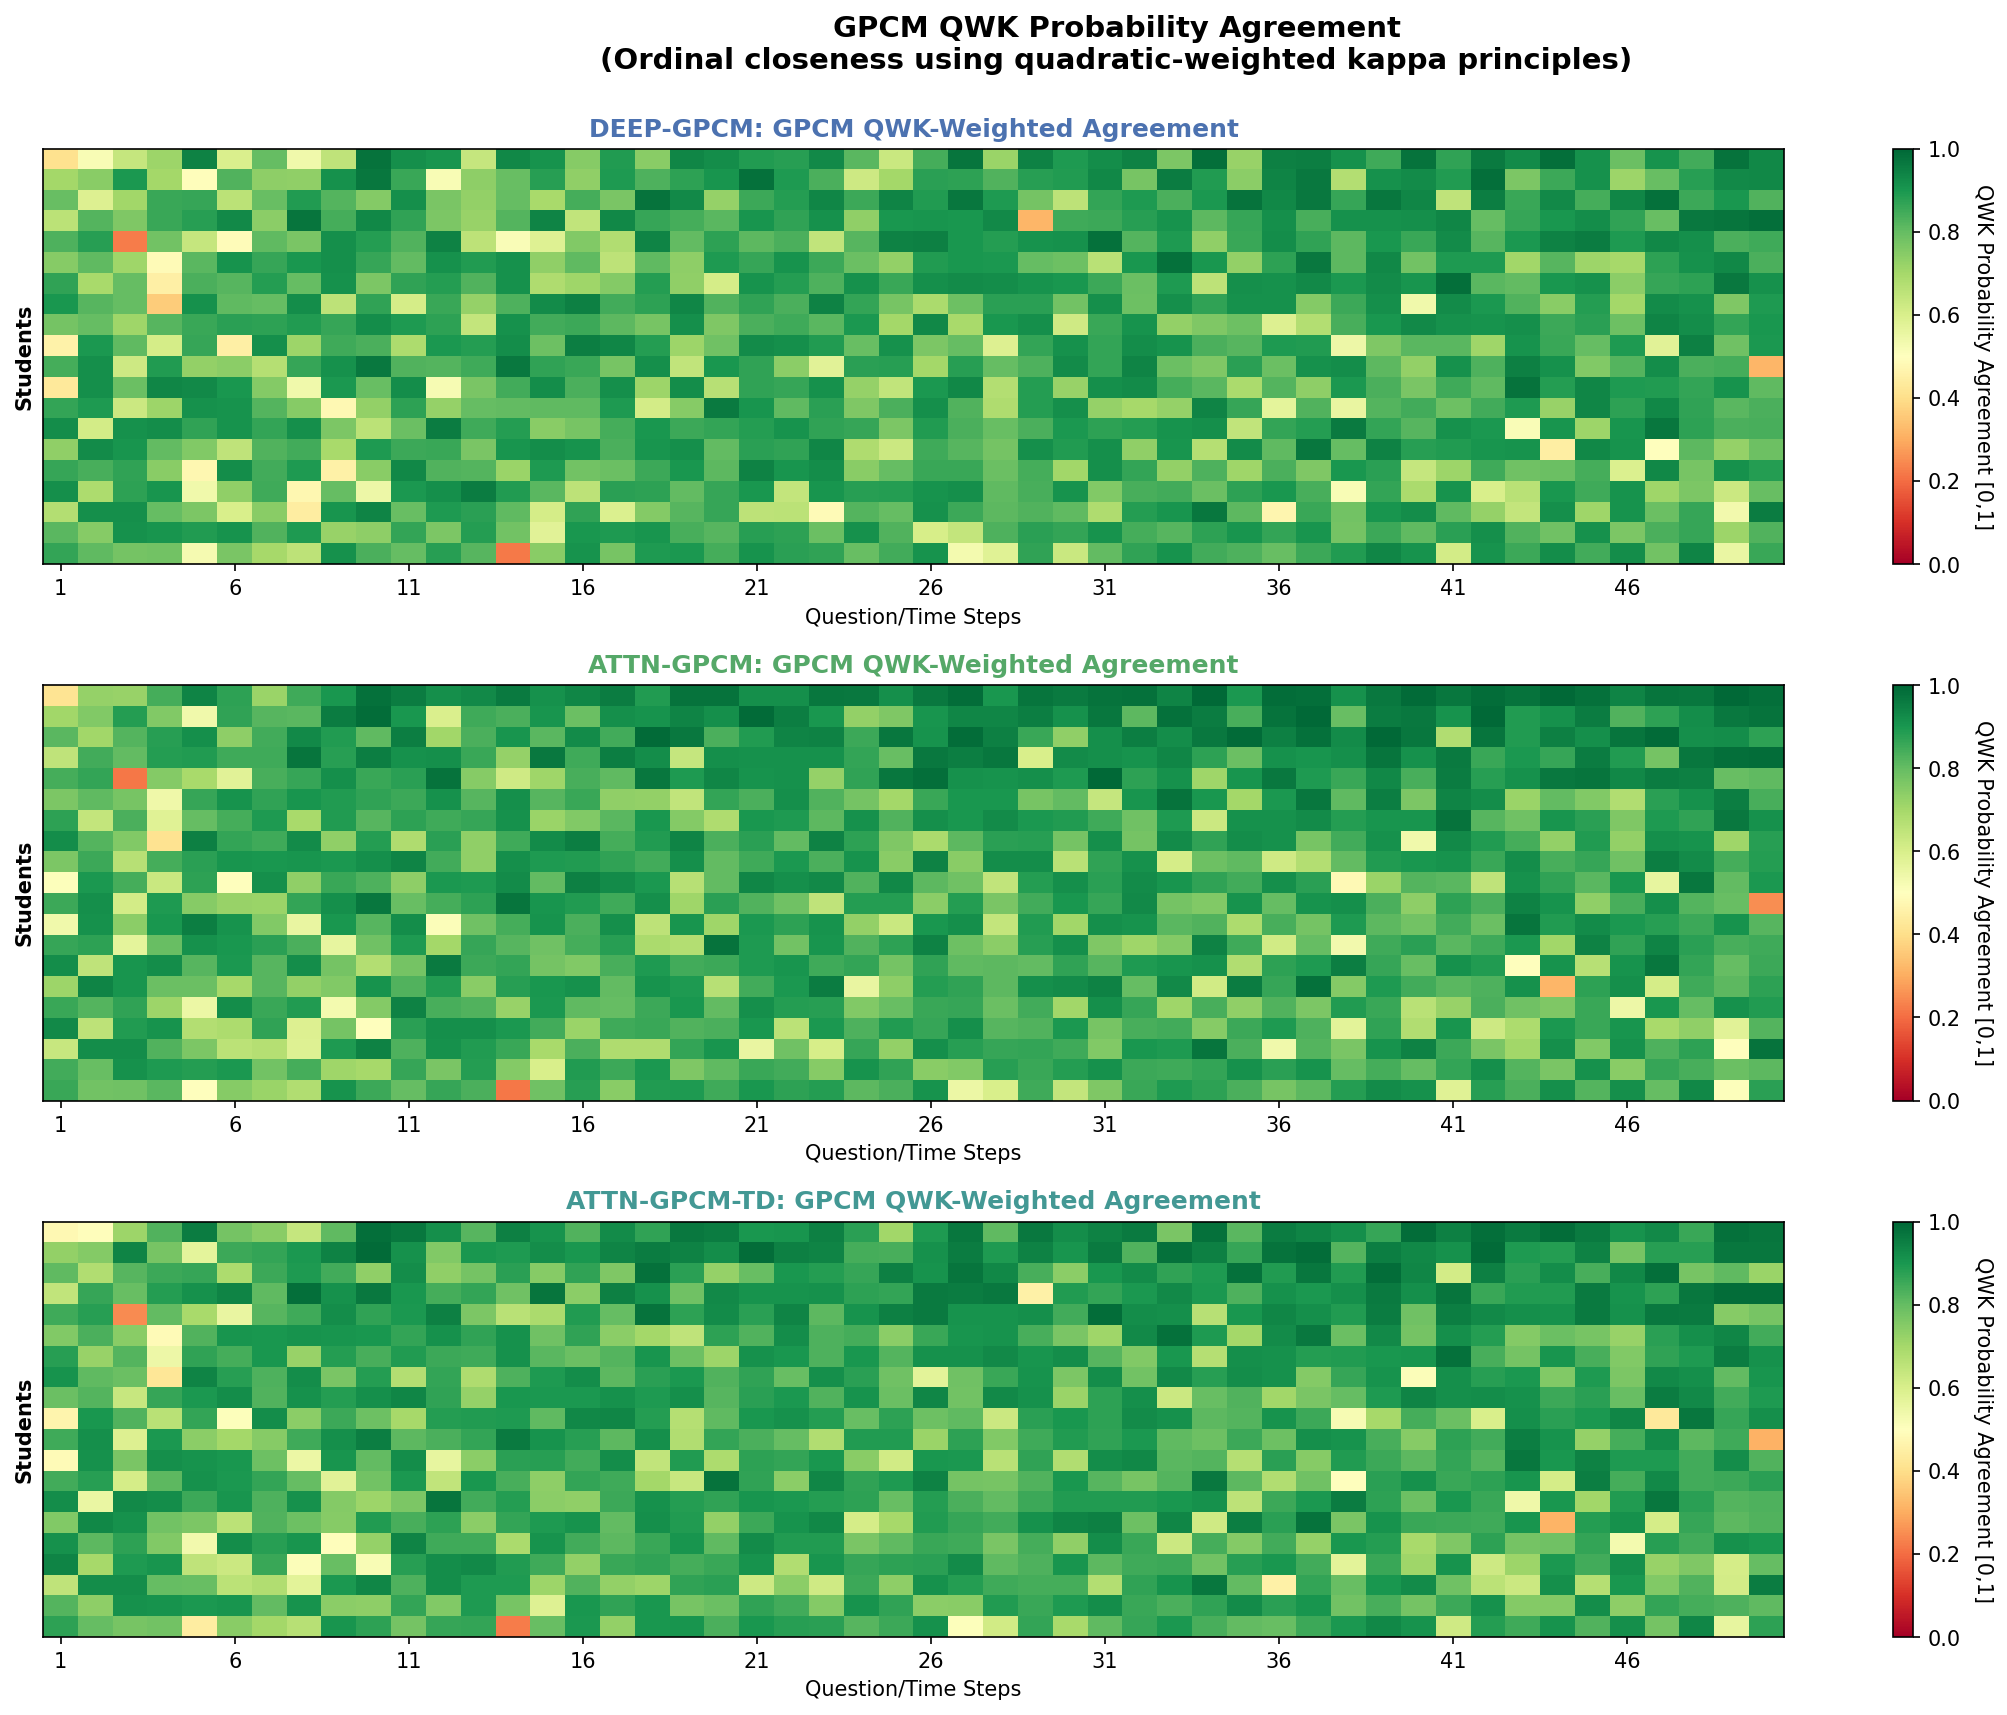 GPCM QWK Probability Agreement
(Ordinal closeness using quadratic-weighted kappa principles)
DEEP-GPCM: GPCM QWK-Weighted Agreement
Students
1 6 11 16 21 26 31 36 41 46
Question/Time Steps
1.0
0.8
0.6
0.4
0.2
0.0
QWK Probability Agreement [0,1]
ATTN-GPCM: GPCM QWK-Weighted Agreement
Students
1 6 11 16 21 26 31 36 41 46
Question/Time Steps
1.0
0.8
0.6
0.4
0.2
0.0
QWK Probability Agreement [0,1]
ATTN-GPCM-TD: GPCM QWK-Weighted Agreement
Students
1 6 11 16 21 26 31 36 41 46
Question/Time Steps
1.0
0.8
0.6
0.4
0.2
0.0
QWK Probability Agreement [0,1]